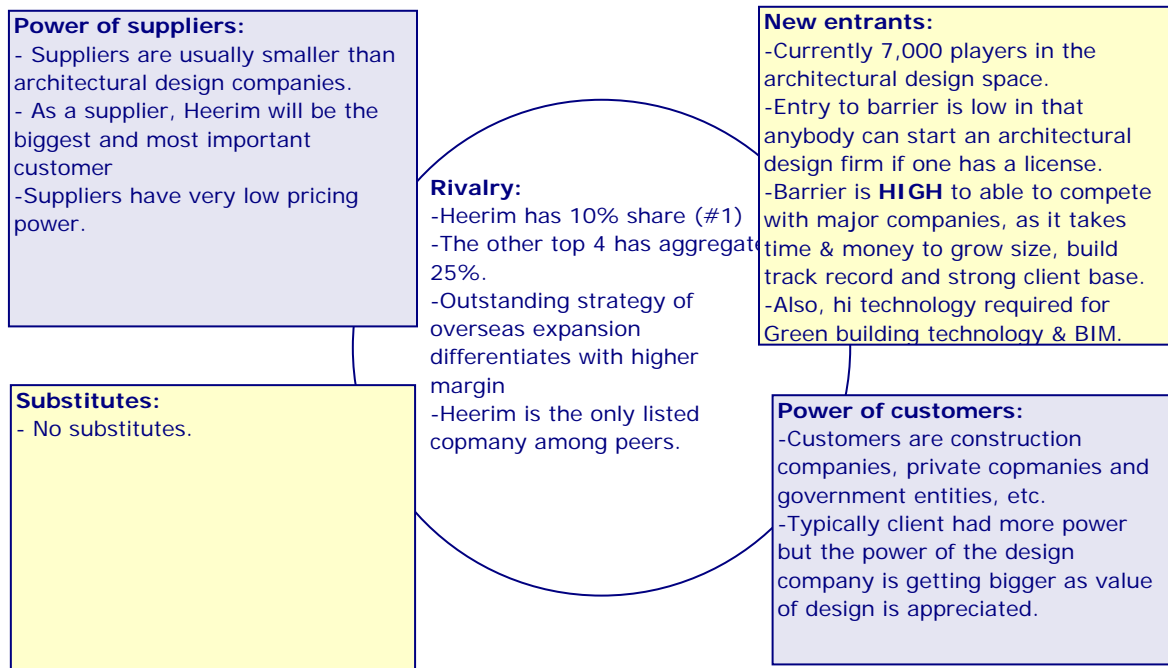 Power of suppliers:
- Suppliers are usually smaller than
architectural design companies.
- As a supplier, Heerim will be the
biggest and most important
customer
-Suppliers have very low pricing
power.
New entrants:
-Currently 7,000 players in the
architectural design space.
-Entry to barrier is low in that
anybody can start an architectural
design firm if one has a license.
-Barrier is HIGH to able to compete
with major companies, as it takes
time & money to grow size, build
track record and strong client base.
-Also, hi technology required for
Green building technology & BIM.
Rivalry:
-Heerim has 10% share (#1)
-The other top 4 has aggregate
25%.
-Outstanding strategy of
overseas expansion
differentiates with higher
margin
-Heerim is the only listed
copmany among peers.
Substitutes:
- No substitutes.
Power of customers:
-Customers are construction
companies, private copmanies and
government entities, etc.
-Typically client had more power
but the power of the design
company is getting bigger as value
of design is appreciated.